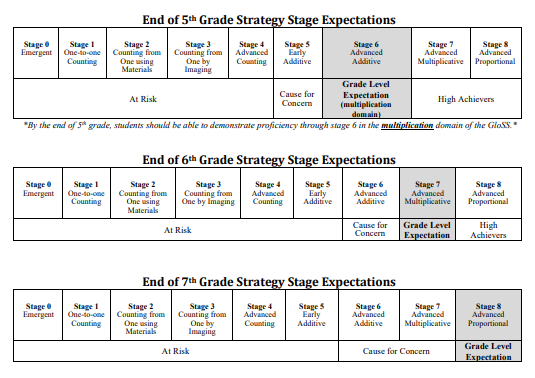 End of 5th Grade Strategy Stage Expectations
Stage 0 Stage 1 Stage 2 Stage 3 Stage 4 Stage 5 Stage 6 Stage 7 Stage 8
Emergent One-to-one Counting from Counting from Advanced Early Advanced Advanced Advanced
Counting One using One by Counting Additive Additive Multiplicative Proportional
Materials Imaging
At Risk Cause for Concern Grade Level Expectation (multiplication domain) High Achievers
*By the end of 5th grade, students should be able to demonstrate proficiency through stage 6 in the multiplication domain of the GloSS.*
End of 6th Grade Strategy Stage Expectations
Stage 0 Stage 1 Stage 2 Stage 3 Stage 4 Stage 5 Stage 6 Stage 7 Stage 8
Emergent One-to-one Counting from Counting from Advanced Early Advanced Advanced Advanced
Counting One using One by Imaging Counting Additive Additive Multiplicative Proportional
Materials
At Risk Cause for Concern Grade Level Expectation High Achievers
End of 7th Grade Strategy Stage Expectations
Stage 0 Stage 1 Stage 2 Stage 3 Stage 4 Stage 5 Stage 6 Stage 7 Stage 8
Emergent One-to-one Counting from Counting from Advanced Early Advanced Advanced Advanced
Counting One using One by Counting Additive Additive Multiplicative Proportional
Materials Imaging
At Risk Cause for Concern Grade Level Expectation